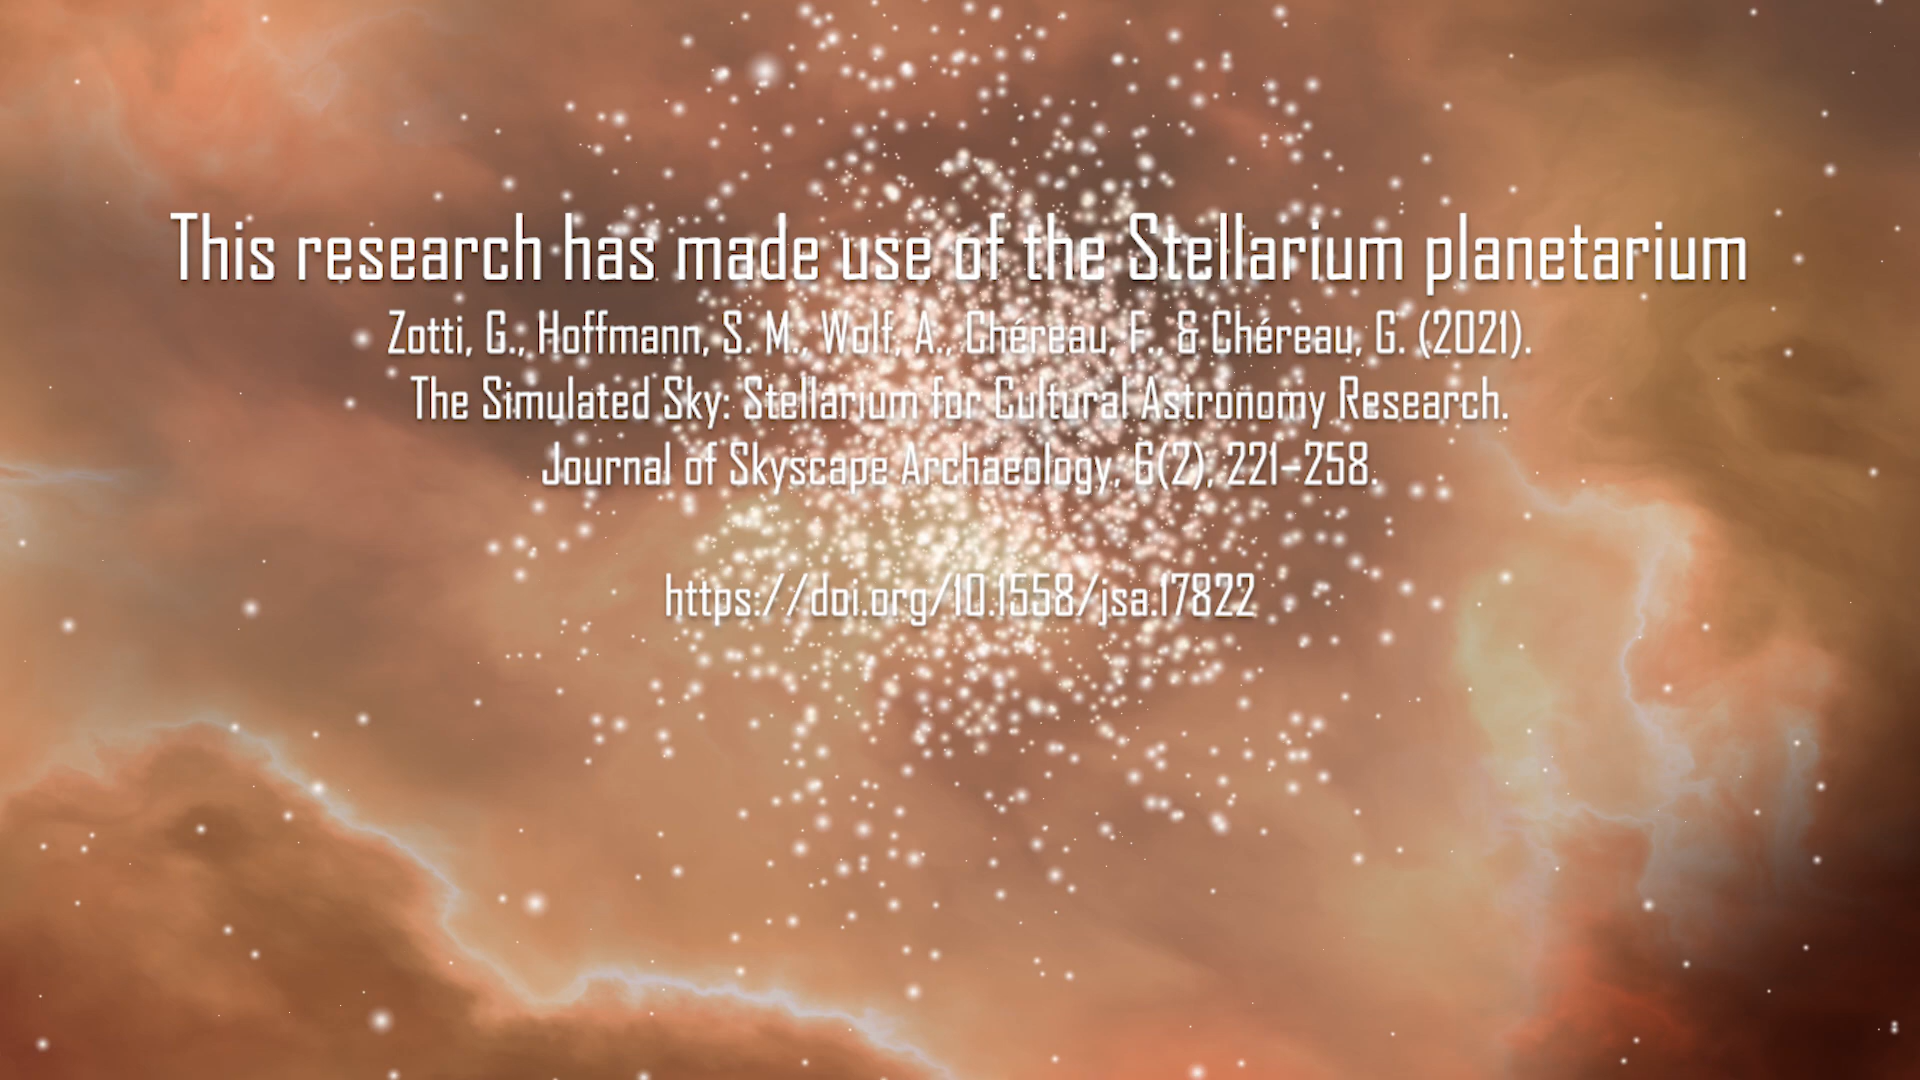 This research has made use of the Stellarium planetarium
Zotti, G., Hoffmann, S. M., Wolf, A., Chéreau, F., & Chéreau, G. (2021).
The Simulated Sky: Stellarium for Cultural Astronomy Research.
Journal of Skyscape Archaeology, 6(2), 221–258.
https://doi.org/10.1558/jsa.17822